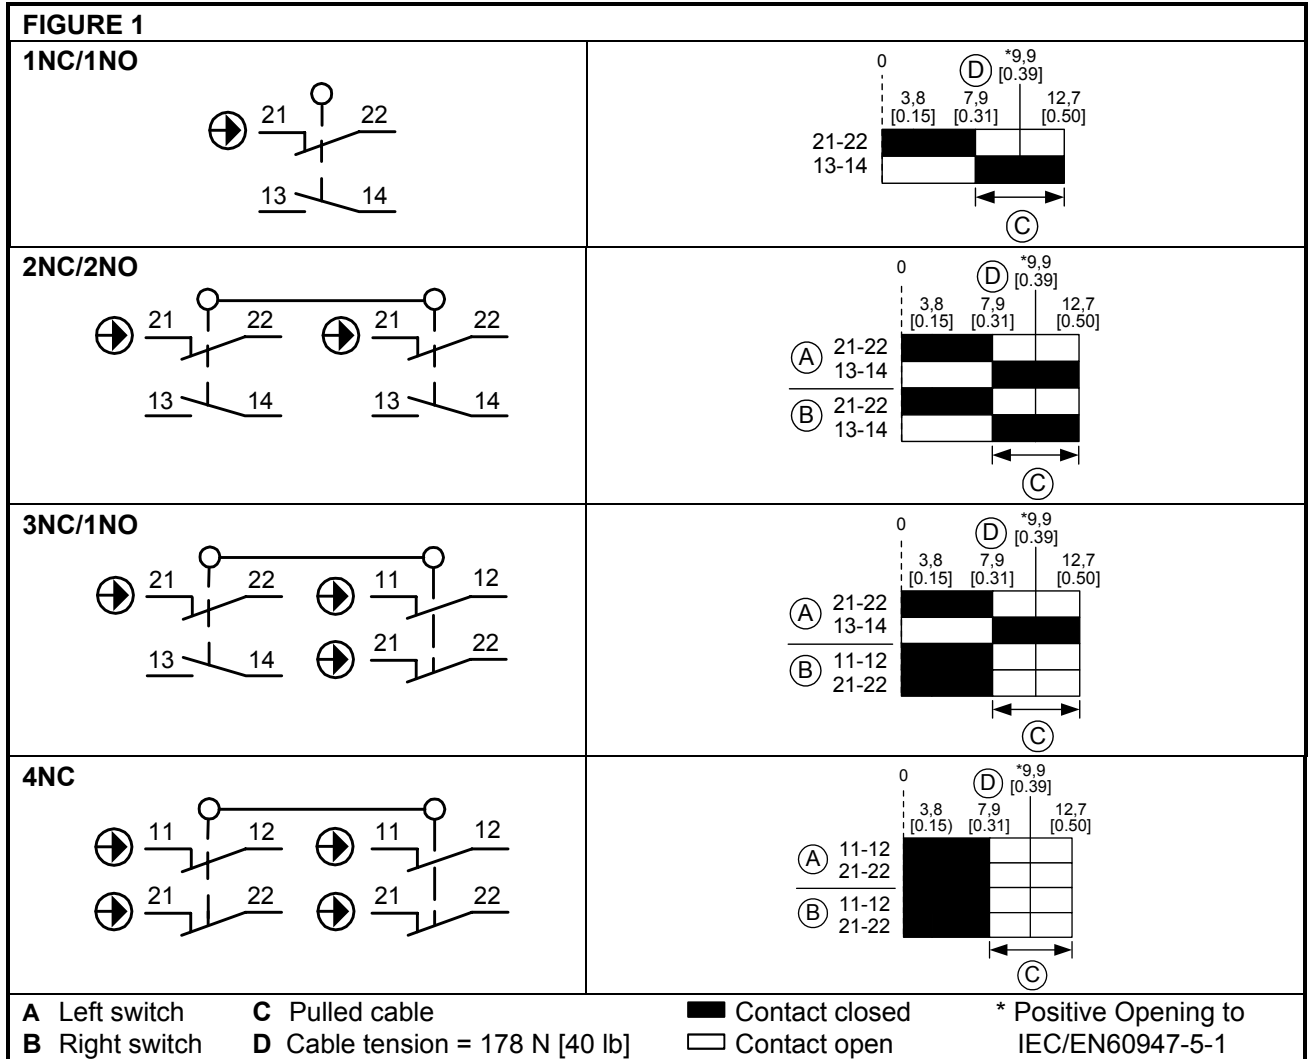 FIGURE 1
1NC/1NO
21 22
13 14
0 D *9,9
[0.39]
3,8 7,9 12,7
[0.15] [0.31] [0.50]
21-22
13-14
C
2NC/2NO
21 22 21 22
13 14 13 14
0 D *9,9
[0.39]
3,8 7,9 12,7
[0.15] [0.31] [0.50]
A 21-22
13-14
B 21-22
13-14
C
3NC/1NO
21 22 11 12
21 22
13 14
0 D *9,9
[0.39]
3,8 7,9 12,7
[0.15] [0.31] [0.50]
A 21-22
13-14
B 11-12
21-22
C
4NC
11 12 11 12
21 22 21 22
0 D *9,9
[0.39]
3,8 7,9 12,7
[0.15) [0.31] [0.50]
A 11-12
21-22
B 11-12
21-22
C
A Left switch C Pulled cable Contact closed * Positive Opening to
B Right switch D Cable tension = 178 N [40 lb] Contact open IEC/EN60947-5-1